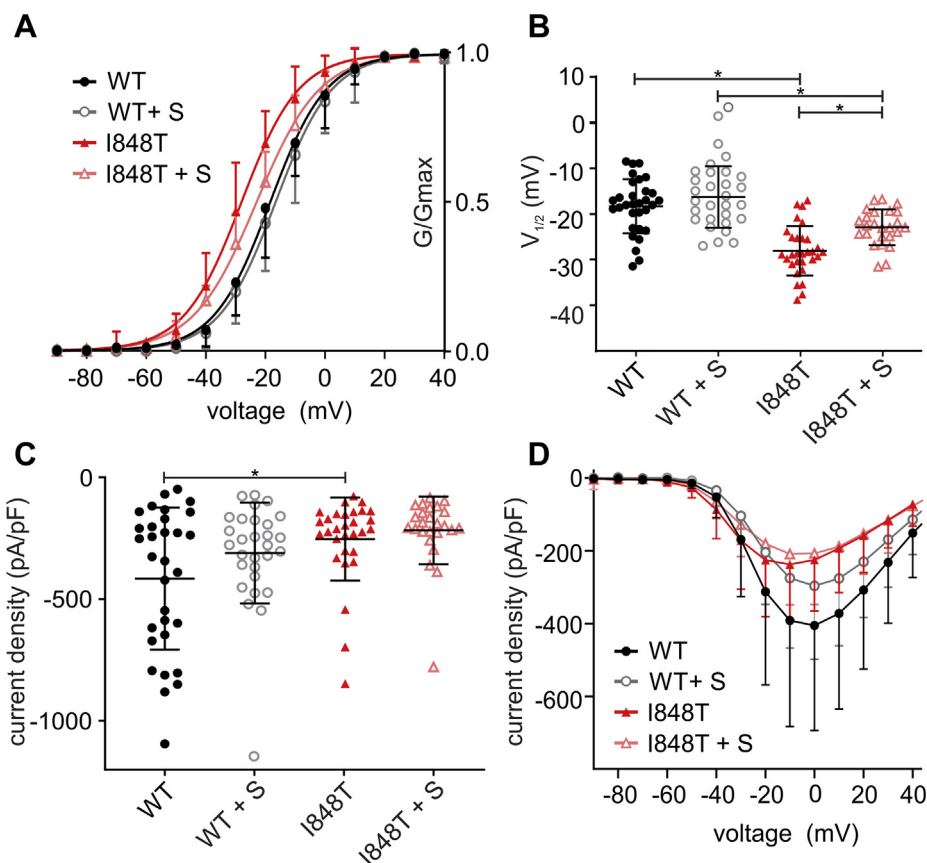 A
WT
WT+ S
I848T
I848T + S
1.0
0.5
0.0
G/Gmax
-80 -60 -40 -20 0 20 40
voltage (mV)
B
10
0
-10
-20
-30
-40
V1/2 (mV)
*
*
*
WT
WT + S
I848T
I848T + S
C
0
-500
-1000
current density (pA/pF)
*
WT
WT + S
I848T
I848T + S
D
0
-200
-400
-600
current density (pA/pF)
WT
WT+ S
I848T
I848T + S
-80 -60 -40 -20 0 20 40
voltage (mV)